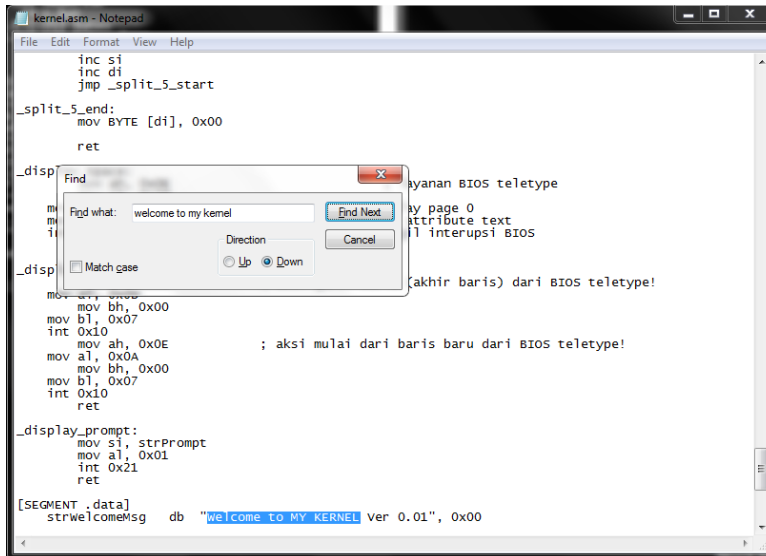 kernel.asm - Notepad
File Edit Format View Help
inc si
inc di
jmp _split_5_start
_split_5_end:
mov BYTE [di], 0x00
ret
_disp
ayanan BIOS teletype
ay page 0
attribute text
il interupsi BIOS
_disp
(akhir baris) dari BIOS teletype!
mov bh, 0x00
mov bl, 0x07
int 0x10
mov ah, 0x0E ; aksi mulai dari baris baru dari BIOS teletype!
mov al, 0x0A
mov bh, 0x00
mov bl, 0x07
int 0x10
ret
_display_prompt:
mov si, strPrompt
mov al, 0x01
int 0x21
ret
[SEGMENT .data]
strWelcomeMsg db "Welcome to MY KERNEL Ver 0.01", 0x00
Find
Find what: welcome to my kernel Find Next
Direction Cancel
Match case Up Down